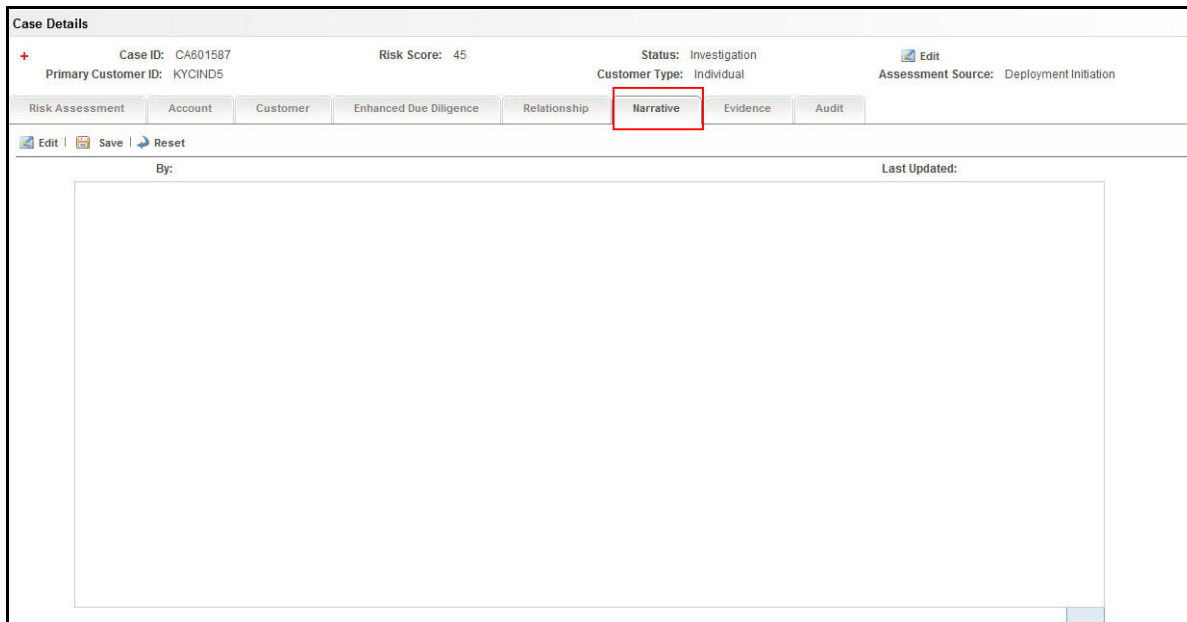 Case Details
+ Case ID: CA601587 Risk Score: 45 Status: Investigation Edit
Primary Customer ID: KYCIND5 Customer Type: Individual Assessment Source: Deployment Initiation
Risk Assessment Account Customer Enhanced Due Diligence Relationship Narrative Evidence Audit
Edit | Save | Reset
By: Last Updated: